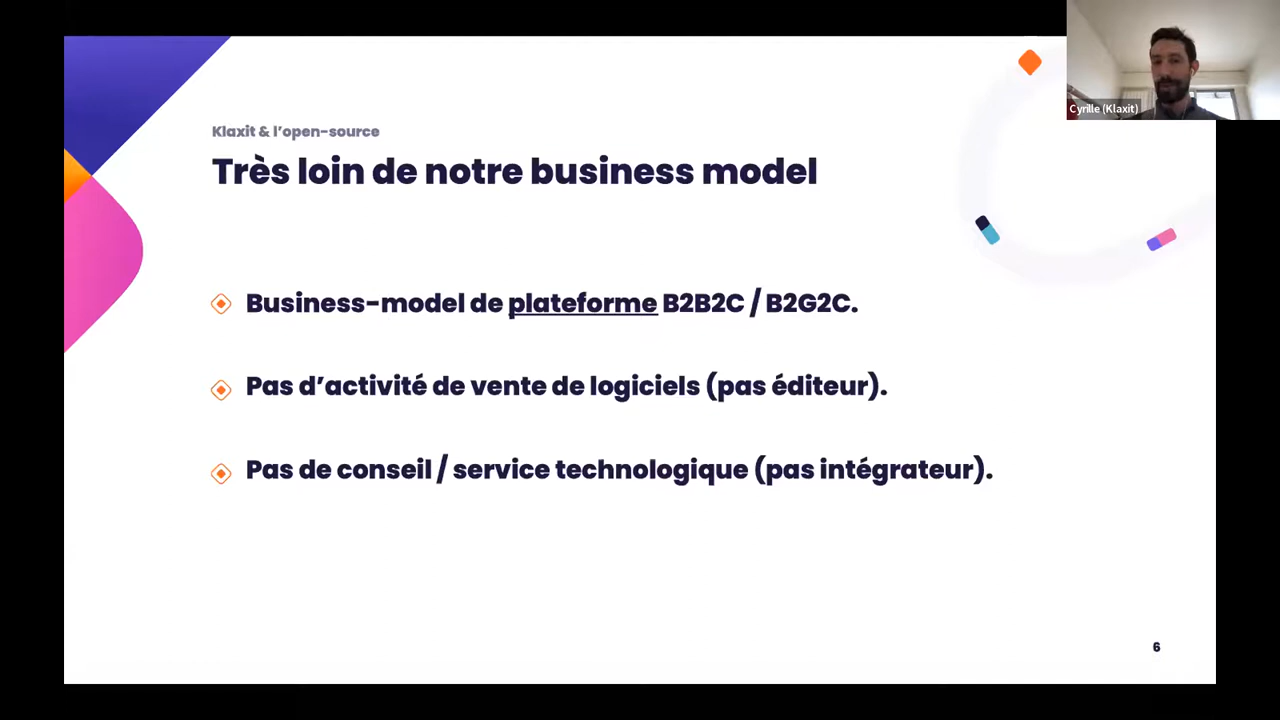 Cyrille (Klaxit)
Klaxit & l'open-source
Très loin de notre business model
Business-model de plateforme B2B2C / B2G2C.
Pas d'activité de vente de logiciels (pas éditeur).
Pas de conseil / service technologique (pas intégrateur).
6